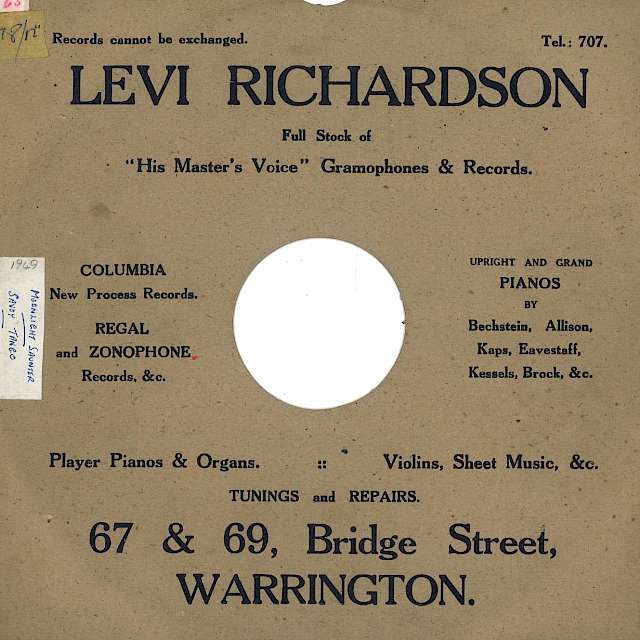 Records cannot be exchanged.
Tel.: 707.
LEVI RICHARDSON
Full Stock of
"His Master's Voice" Gramophones & Records.
COLUMBIA
New Process Records.
REGAL
and ZONOPHONE
Records, &c.
UPRIGHT AND GRAND
PIANOS
BY
Bechstein, Allison,
Kaps, Eavestaff,
Kessels, Brock, &c.
1949
MOONLIGHT SAUNTER
SAVOY TANGO
Player Pianos & Organs. :: Violins, Sheet Music, &c.
TUNINGS and REPAIRS.
67 & 69, Bridge Street,
WARRINGTON.